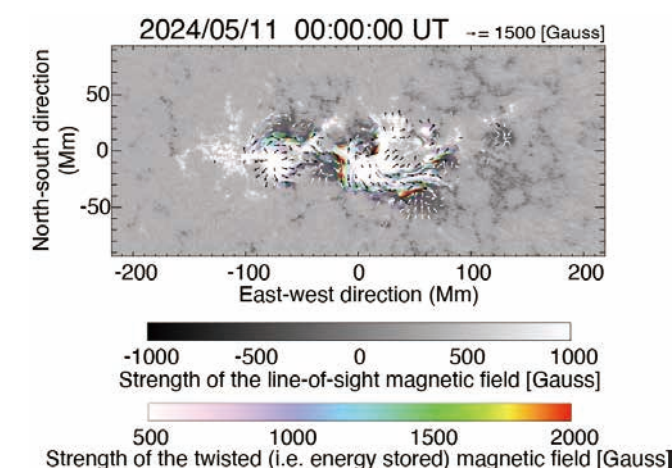 2024/05/11 00:00:00 UT →= 1500 [Gauss]
North-south direction
(Mm)
50
0
-50
-200 -100 0 100 200
East-west direction (Mm)
-1000 -500 0 500 1000
Strength of the line-of-sight magnetic field [Gauss]
500 1000 1500 2000
Strength of the twisted (i.e. energy stored) magnetic field [Gauss]